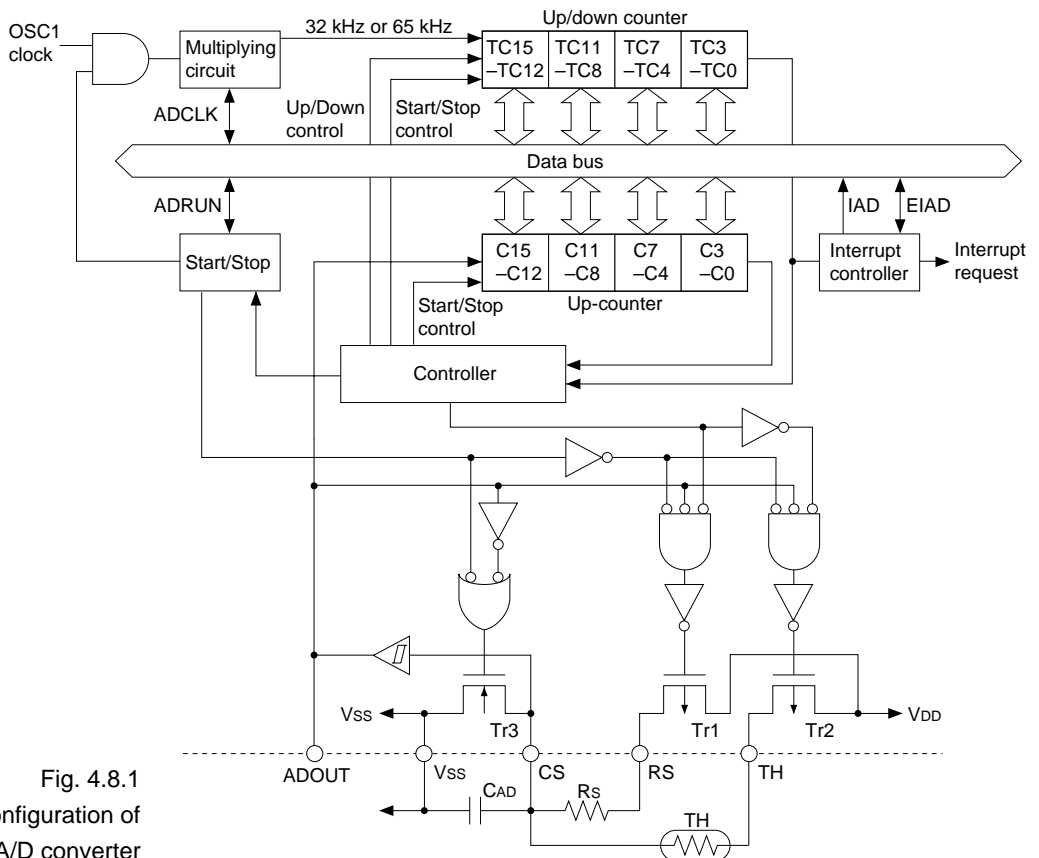 OSC1
clock
Multiplying
circuit
32 kHz or 65 kHz
Up/down counter
TC15
–TC12
TC11
–TC8
TC7
–TC4
TC3
–TC0
ADCLK
Up/Down
control
Start/Stop
control
Data bus
ADRUN
IAD
EIAD
Start/Stop
C15
–C12
C11
–C8
C7
–C4
C3
–C0
Interrupt
controller
Interrupt
request
Start/Stop
control
Up-counter
Controller
VSS
Tr3
Tr1
Tr2
VDD
ADOUT
VSS
CS
RS
TH
CAD
RS
TH
Fig. 4.8.1
onfiguration of
A/D converter